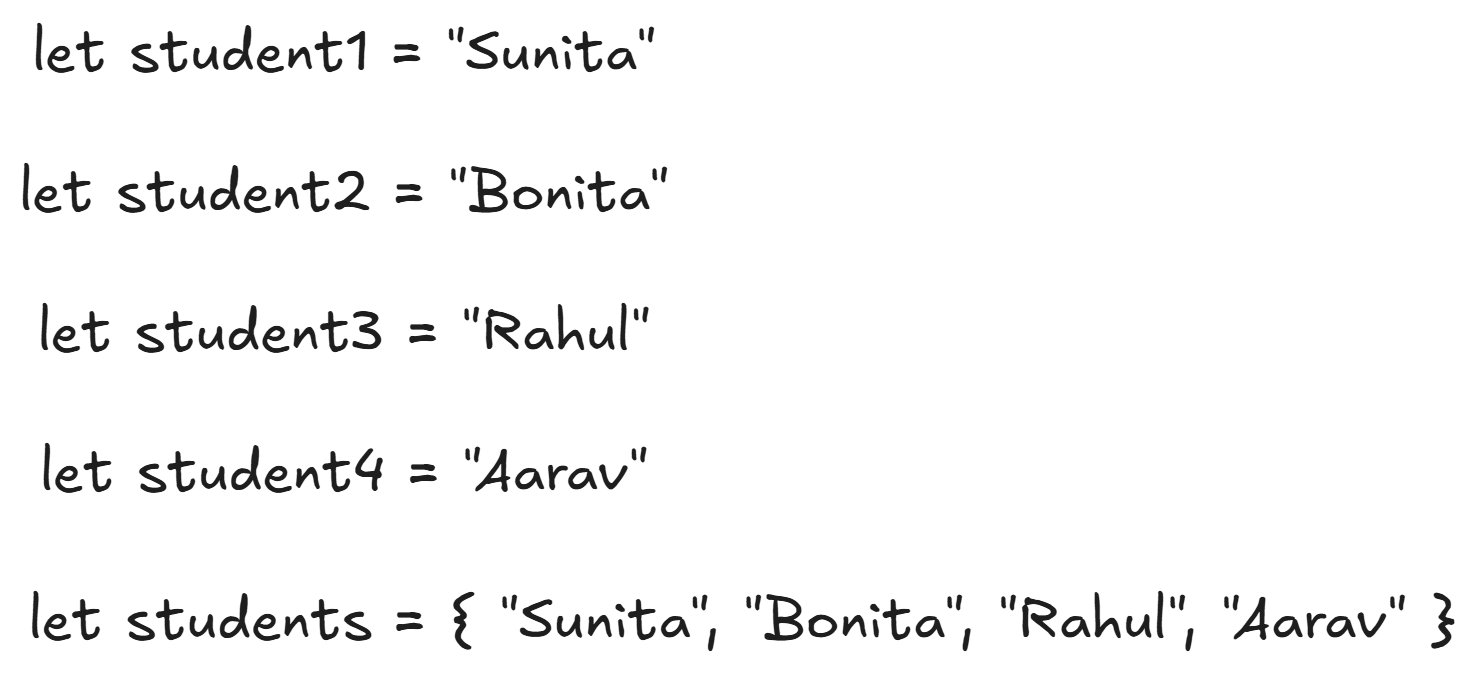 let student1 = "Sunita"
let student2 = "Bonita"
let student3 = "Rahul"
let student4 = "Aarav"
let students = { "Sunita", "Bonita", "Rahul", "Aarav" }